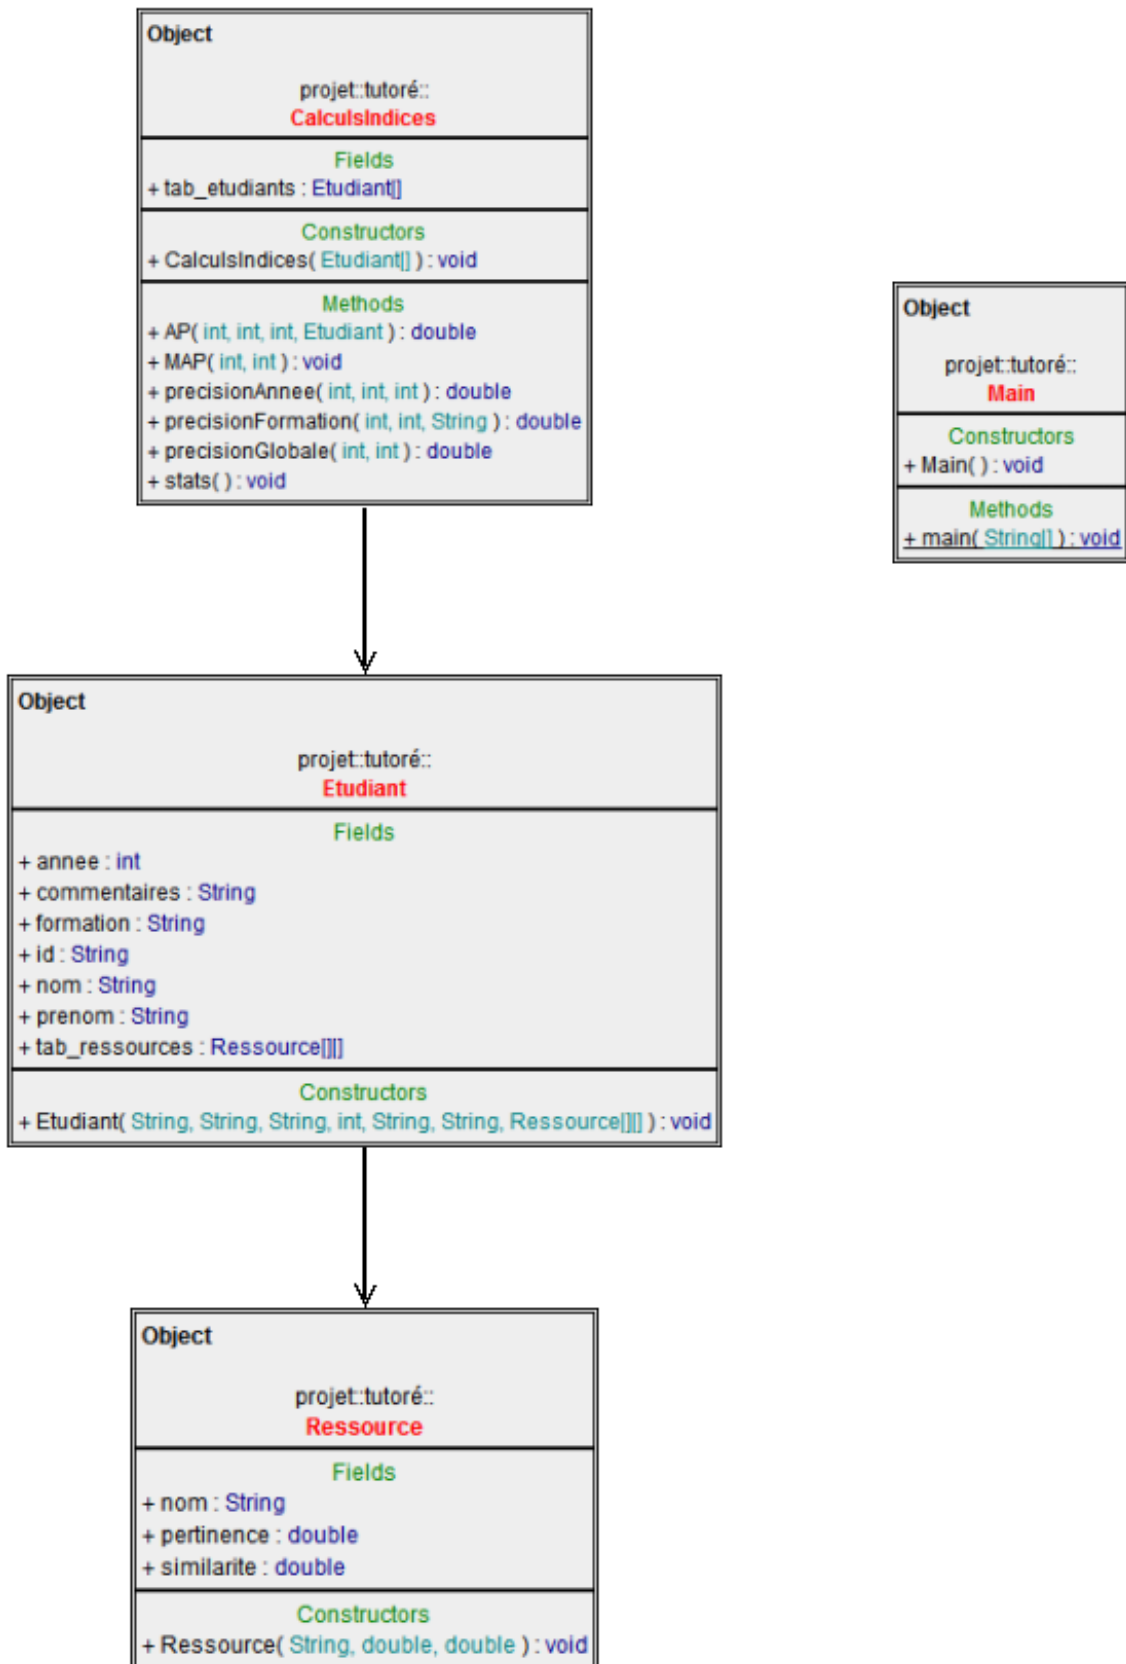 Object
projet::tutoré::
CalculsIndices
Fields
+ tab_etudiants : Etudiant[]
Constructors
+ CalculsIndices( Etudiant[] ) : void
Methods
+ AP( int, int, int, Etudiant ) : double
+ MAP( int, int ) : void
+ precisionAnnee( int, int, int ) : double
+ precisionFormation( int, int, String ) : double
+ precisionGlobale( int, int ) : double
+ stats( ) : void
Object
projet::tutoré::
Main
Constructors
+ Main( ) : void
Methods
+ main( String[] ) : void
Object
projet::tutoré::
Etudiant
Fields
+ annee : int
+ commentaires : String
+ formation : String
+ id : String
+ nom : String
+ prenom : String
+ tab_ressources : Ressource[][]
Constructors
+ Etudiant( String, String, String, int, String, String, Ressource[][] ) : void
Object
projet::tutoré::
Ressource
Fields
+ nom : String
+ pertinence : double
+ similarite : double
Constructors
+ Ressource( String, double, double ) : void